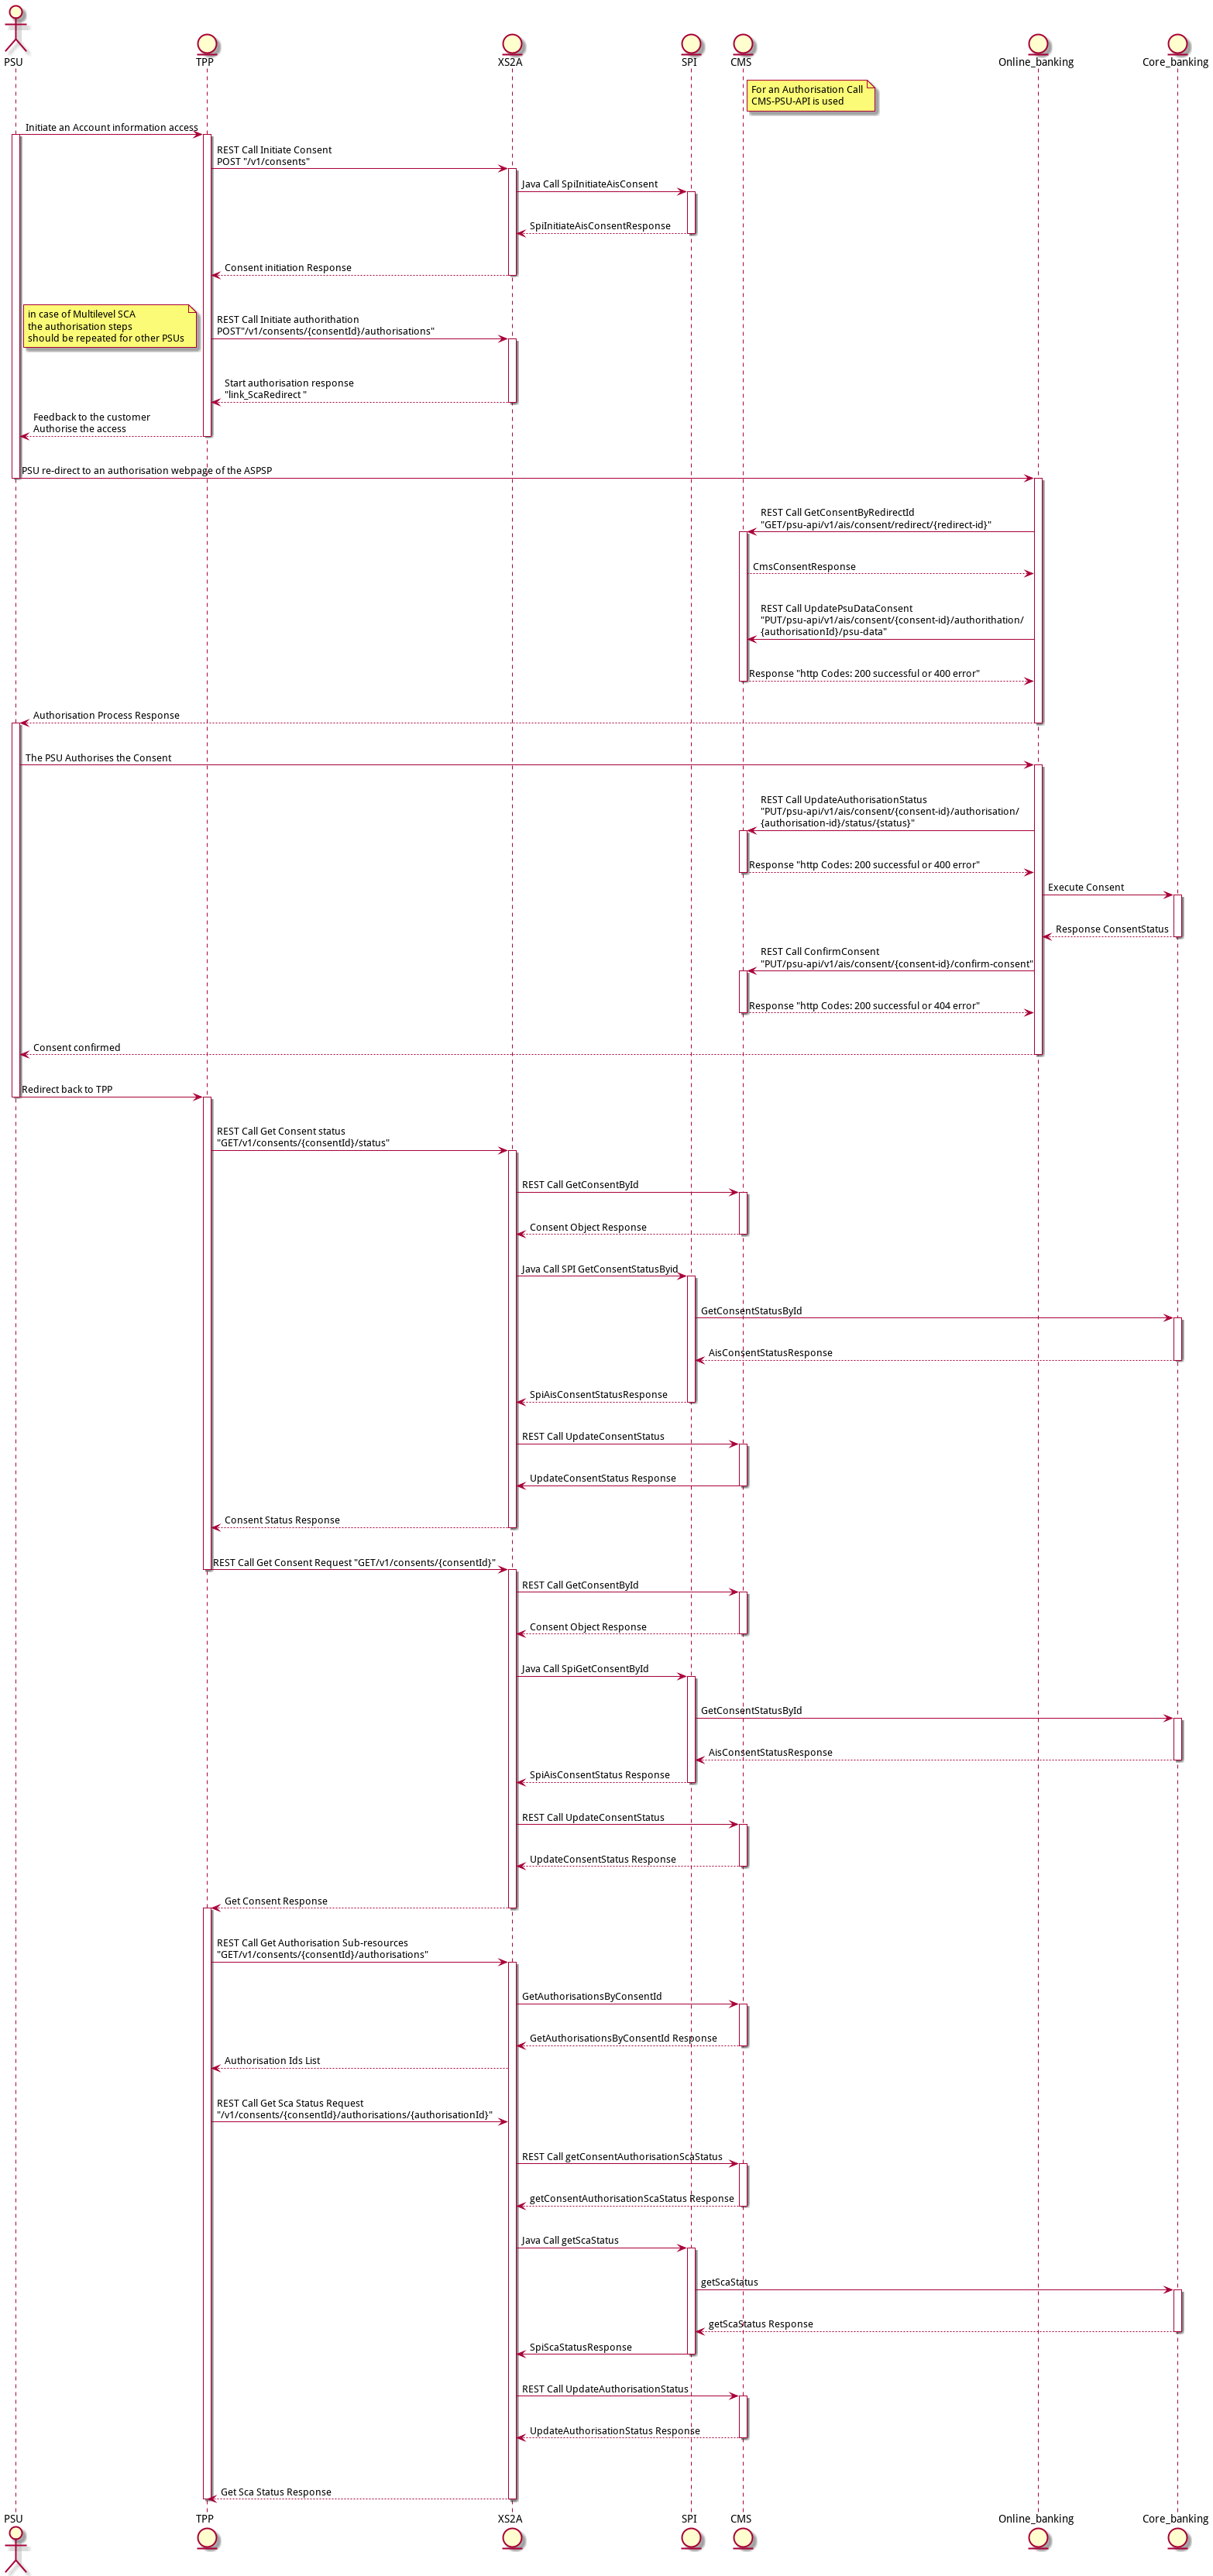 PSU
TPP
XS2A
SPI
CMS
Online_banking
Core_banking
For an Authorisation Call
CMS-PSU-API is used
Initiate an Account information access
REST Call Initiate Consent
POST "/v1/consents"
Java Call SpiInitiateAisConsent
SpiInitiateAisConsentResponse
Consent initiation Response
in case of Multilevel SCA
the authorisation steps
should be repeated for other PSUs
REST Call Initiate authorithation
POST"/v1/consents/{consentId}/authorisations"
Start authorisation response
"link_ScaRedirect "
Feedback to the customer
Authorise the access
PSU re-direct to an authorisation webpage of the ASPSP
REST Call GetConsentByRedirectId
"GET/psu-api/v1/ais/consent/redirect/{redirect-id}"
CmsConsentResponse
REST Call UpdatePsuDataConsent
"PUT/psu-api/v1/ais/consent/{consent-id}/authorithation/
{authorisationId}/psu-data"
Response "http Codes: 200 successful or 400 error"
Authorisation Process Response
The PSU Authorises the Consent
REST Call UpdateAuthorisationStatus
"PUT/psu-api/v1/ais/consent/{consent-id}/authorisation/
{authorisation-id}/status/{status}"
Response "http Codes: 200 successful or 400 error"
Execute Consent
Response ConsentStatus
REST Call ConfirmConsent
"PUT/psu-api/v1/ais/consent/{consent-id}/confirm-consent"
Response "http Codes: 200 successful or 404 error"
Consent confirmed
Redirect back to TPP
REST Call Get Consent status
"GET/v1/consents/{consentId}/status"
REST Call GetConsentById
Consent Object Response
Java Call SPI GetConsentStatusByid
GetConsentStatusById
AisConsentStatusResponse
SpiAisConsentStatusResponse
REST Call UpdateConsentStatus
UpdateConsentStatus Response
Consent Status Response
REST Call Get Consent Request "GET/v1/consents/{consentId}"
REST Call GetConsentById
Consent Object Response
Java Call SpiGetConsentById
GetConsentStatusById
AisConsentStatusResponse
SpiAisConsentStatus Response
REST Call UpdateConsentStatus
UpdateConsentStatus Response
Get Consent Response
REST Call Get Authorisation Sub-resources
"GET/v1/consents/{consentId}/authorisations"
GetAuthorisationsByConsentId
GetAuthorisationsByConsentId Response
Authorisation Ids List
REST Call Get Sca Status Request
"/v1/consents/{consentId}/authorisations/{authorisationId}"
REST Call getConsentAuthorisationScaStatus
getConsentAuthorisationScaStatus Response
Java Call getScaStatus
getScaStatus
getScaStatus Response
SpiScaStatusResponse
REST Call UpdateAuthorisationStatus
UpdateAuthorisationStatus Response
Get Sca Status Response
PSU
TPP
XS2A
SPI
CMS
Online_banking
Core_banking